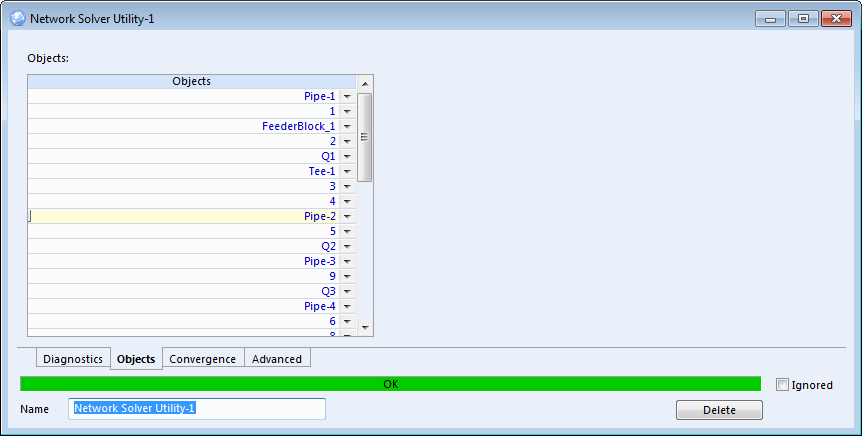 Network Solver Utility-1
Objects:
Objects
Pipe-1
1
FeederBlock_1
2
Q1
Tee-1
3
4
Pipe-2
5
Q2
Pipe-3
9
Q3
Pipe-4
6
Diagnostics Objects Convergence Advanced
OK
Ignored
Name Network Solver Utility-1 Delete